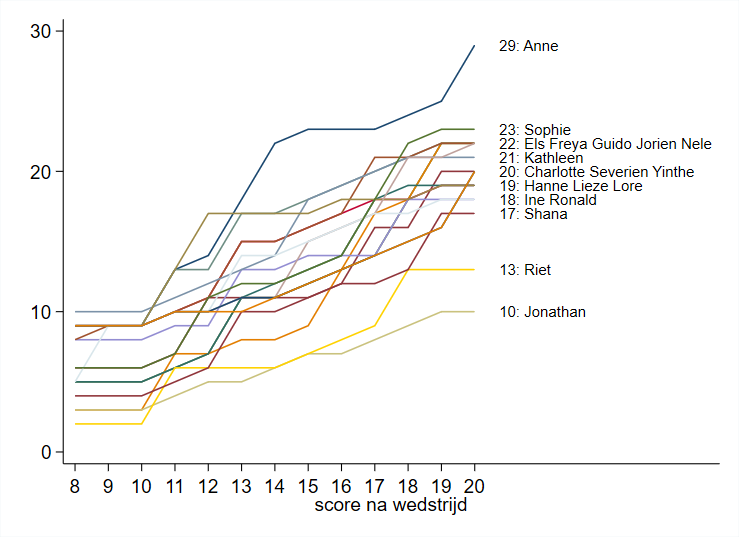 30
29: Anne
23: Sophie
22: Els Freya Guido Jorien Nele
21: Kathleen
20
20: Charlotte Severien Yinthe
19: Hanne Lieze Lore
18: Ine Ronald
17: Shana
13: Riet
10
10: Jonathan
0
8 9 10 11 12 13 14 15 16 17 18 19 20
score na wedstrijd